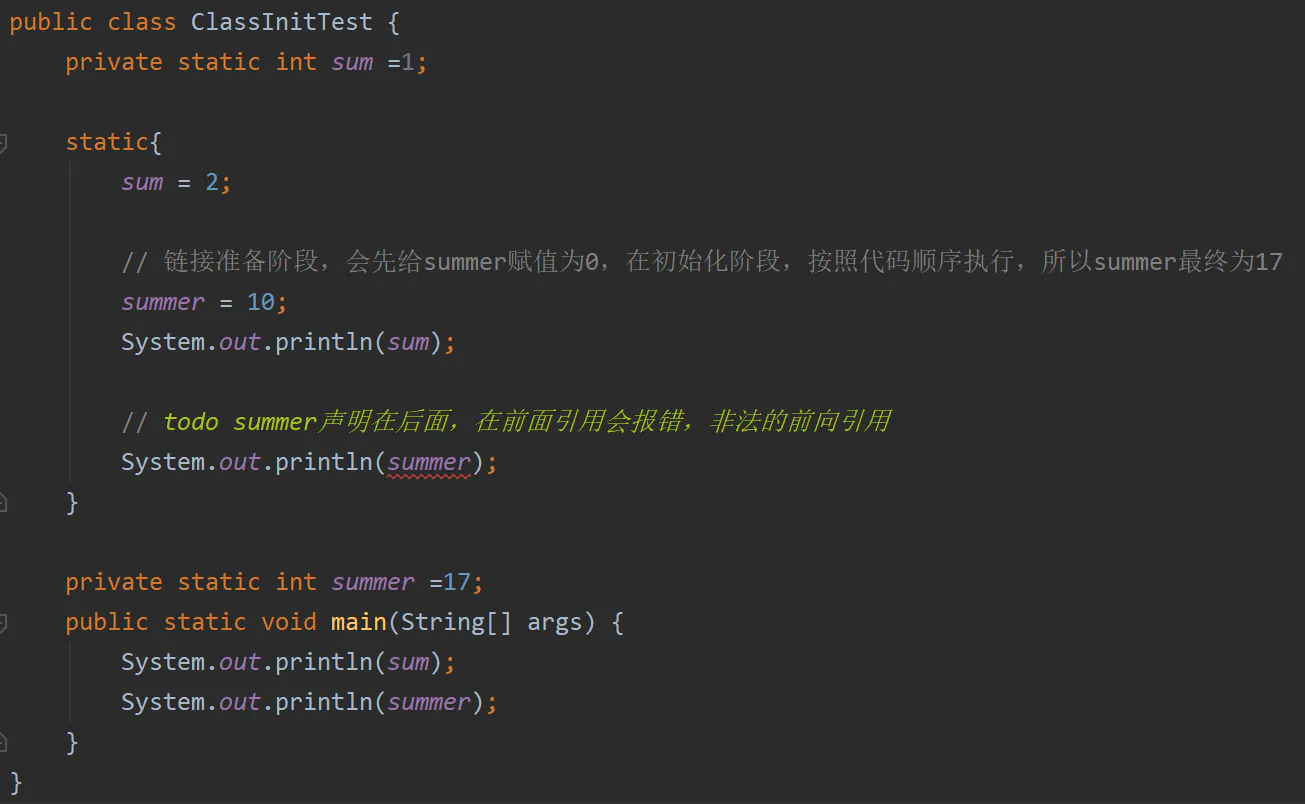 public class ClassInitTest {
    private static int sum =1;
    static{
        sum = 2;
        // 链接准备阶段，会先给summer赋值为0，在初始化阶段，按照代码顺序执行，所以summer最终为17
        summer = 10;
        System.out.println(sum);
        // todo summer声明在后面，在前面引用会报错，非法的前向引用
        System.out.println(summer);
    }
    private static int summer =17;
    public static void main(String[] args) {
        System.out.println(sum);
        System.out.println(summer);
    }
}